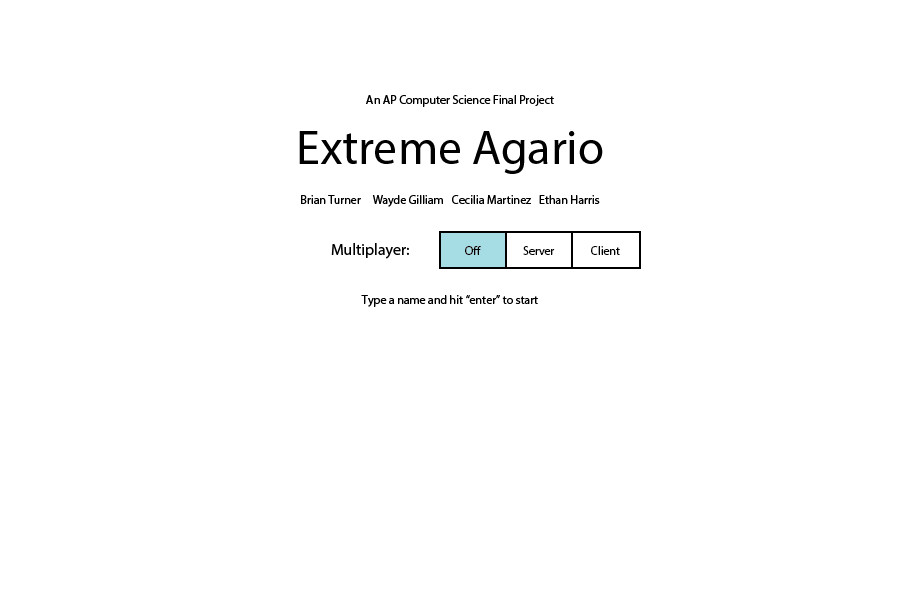 An AP Computer Science Final Project
Extreme Agario
Brian Turner Wayde Gilliam Cecilia Martinez Ethan Harris
Multiplayer: Off Server Client
Type a name and hit “enter” to start